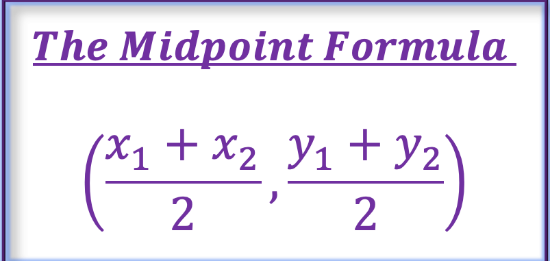 The Midpoint Formula
(x₁ + x₂ / 2, y₁ + y₂ / 2)